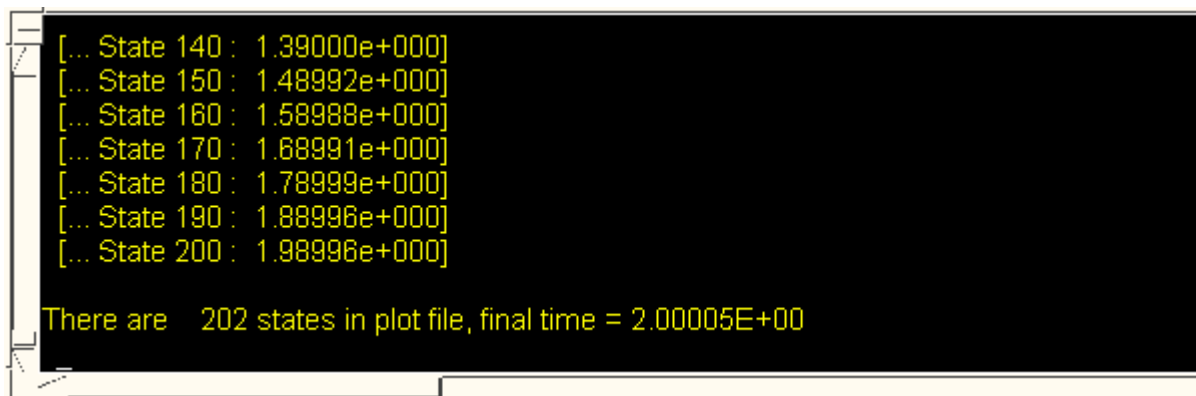 [... State 140 : 1.39000e+000]
[... State 150 : 1.48992e+000]
[... State 160 : 1.58988e+000]
[... State 170 : 1.68991e+000]
[... State 180 : 1.78999e+000]
[... State 190 : 1.88996e+000]
[... State 200 : 1.98996e+000]
There are 202 states in plot file, final time = 2.00005E+00